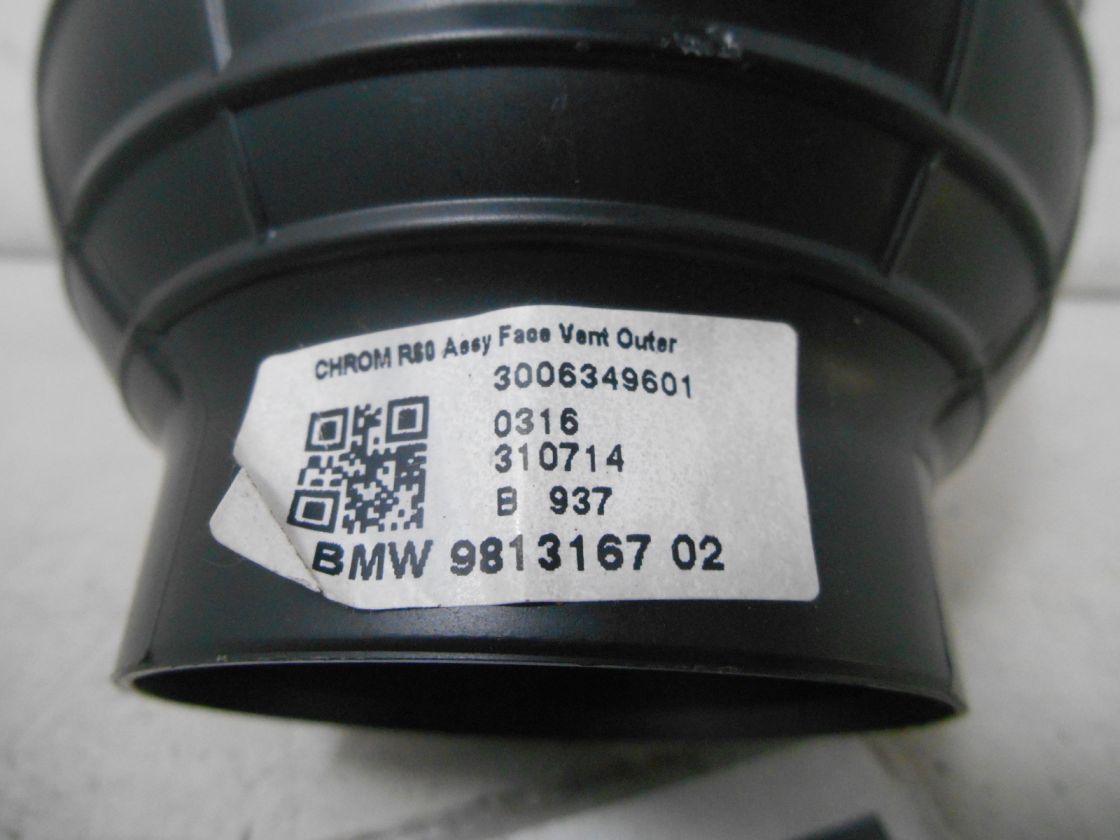 CHROM R60 Assy Face Vent Outer
3006349601
0316
310714
B 937
BMW 9813167 02